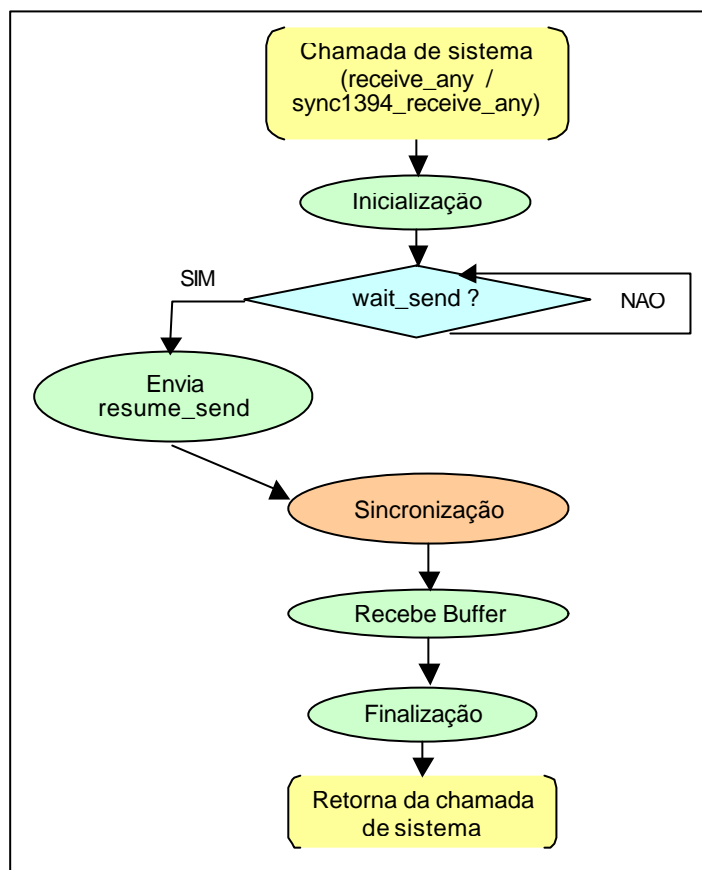 Chamada de sistema
(receive_any /
sync1394_receive_any)
Inicialização
SIM
wait_send ?
NAO
Envia
resume_send
Sincronização
Recebe Buffer
Finalização
Retorna da chamada
de sistema